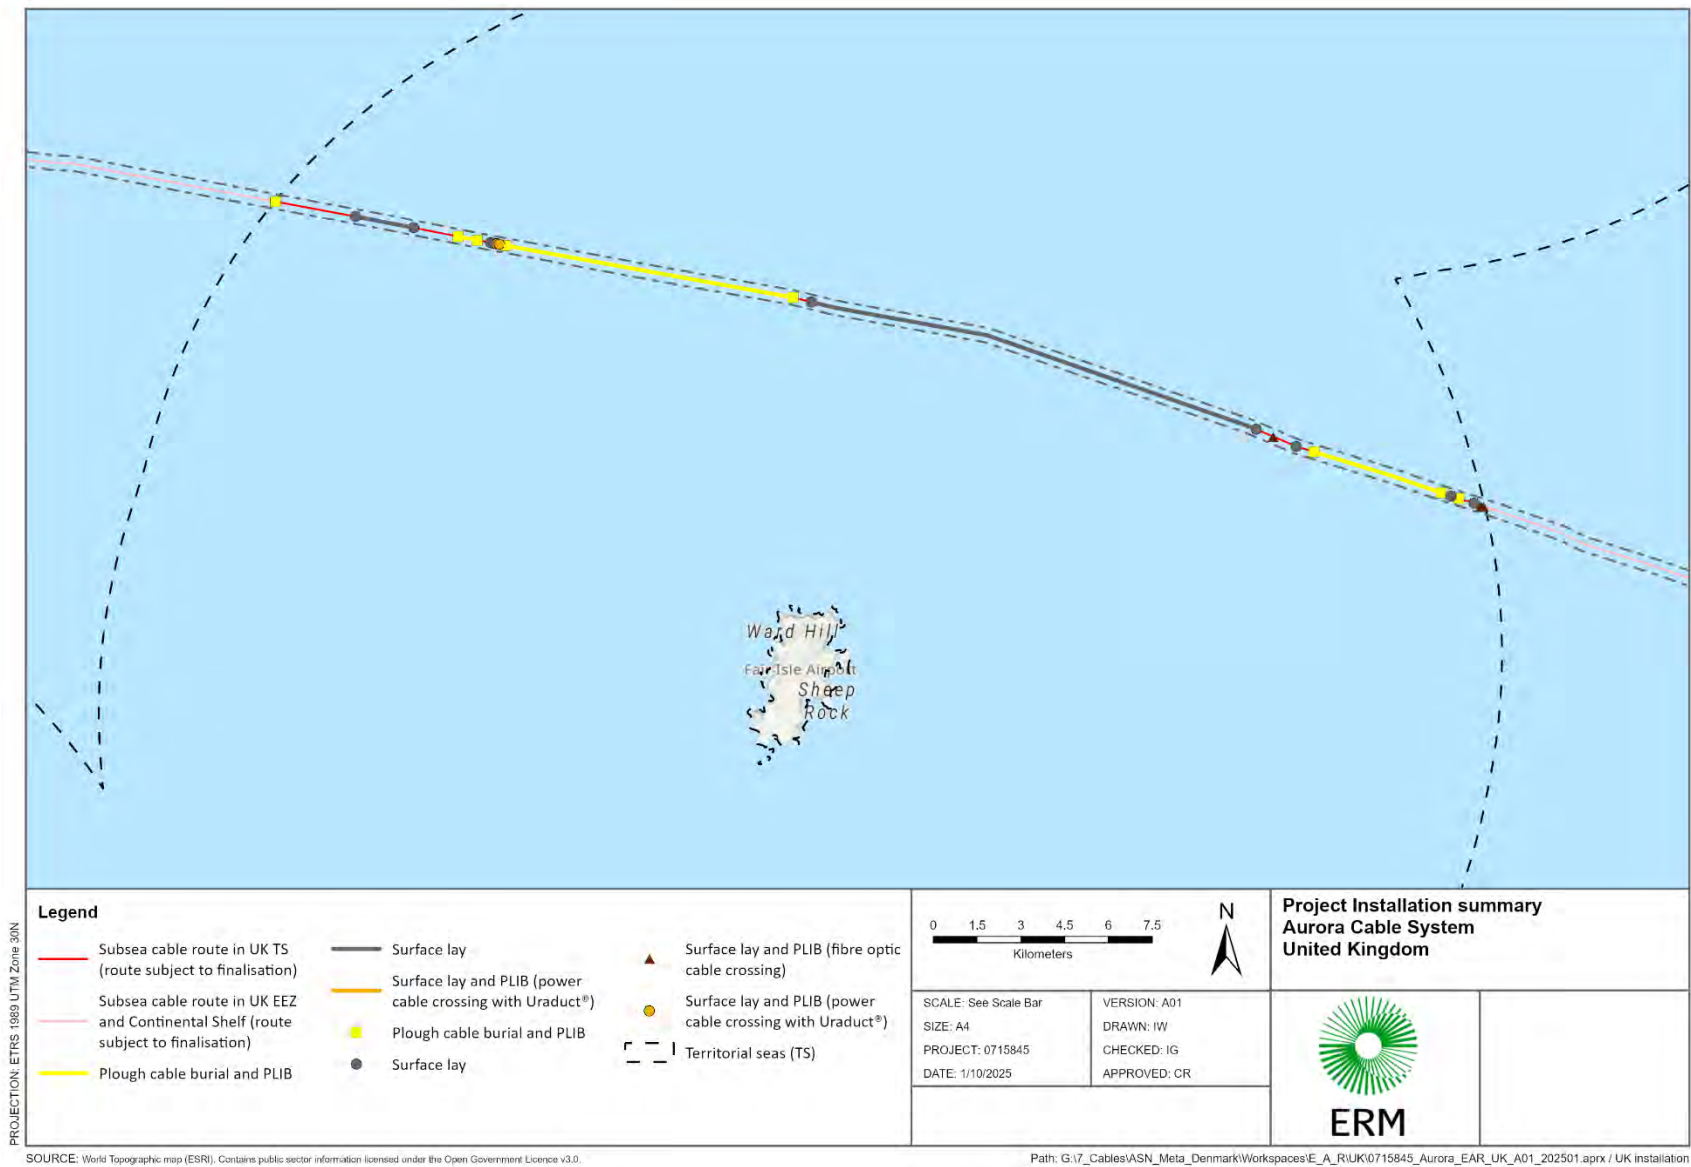 Ward Hill
Fair Isle Airport
Sheep
Rock
PROJECTION: ETRS 1989 UTM Zone 30N
Legend
Subsea cable route in UK TS
(route subject to finalisation)
Subsea cable route in UK EEZ
and Continental Shelf (route
subject to finalisation)
Plough cable burial and PLIB
Surface lay
Surface lay and PLIB (power
cable crossing with Uraduct®)
Plough cable burial and PLIB
Surface lay
Surface lay and PLIB (fibre optic
cable crossing)
Surface lay and PLIB (power
cable crossing with Uraduct®)
Territorial seas (TS)
0 1.5 3 4.5 6 7.5
Kilometers
N
SCALE: See Scale Bar
SIZE: A4
PROJECT: 0715845
DATE: 1/10/2025
VERSION: A01
DRAWN: IW
CHECKED: IG
APPROVED: CR
Project Installation summary
Aurora Cable System
United Kingdom
ERM
SOURCE: World Topographic map (ESRI). Contains public sector information licensed under the Open Government Licence v3.0.
Path: G:\7_Cables\ASN_Meta_Denmark\Workspaces\E_A_R\UK\0715845_Aurora_EAR_UK_A01_202501.aprx / UK installation